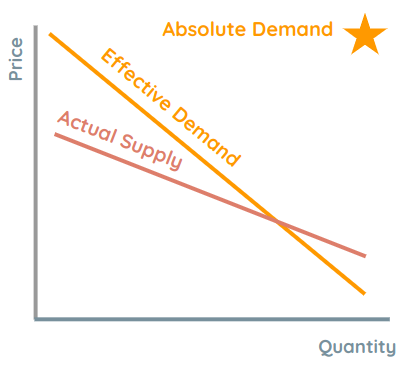 Absolute Demand
Price
Effective Demand
Actual Supply
Quantity